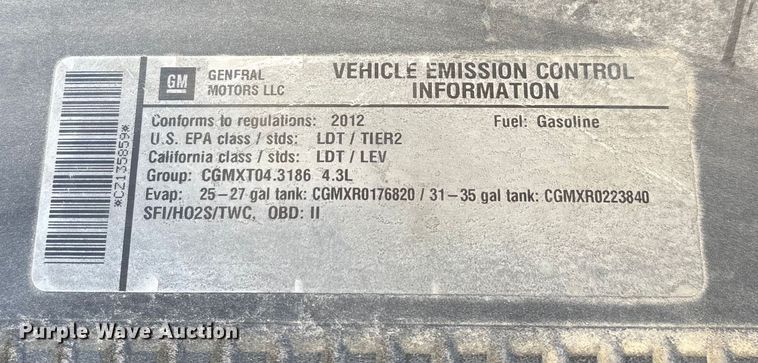 GM
GENERAL
MOTORS LLC
VEHICLE EMISSION CONTROL
INFORMATION
Conforms to regulations: 2012 Fuel: Gasoline
U.S. EPA class / stds: LDT / TIER2
California class / stds: LDT / LEV
Group: CGMXT04.3186 4.3L
Evap: 25-27 gal tank: CGMXR0176820 / 31-35 gal tank: CGMXR0223840
SFI/HO2S/TWC, OBD: II
*CZ135859*
Purple Wave Auction